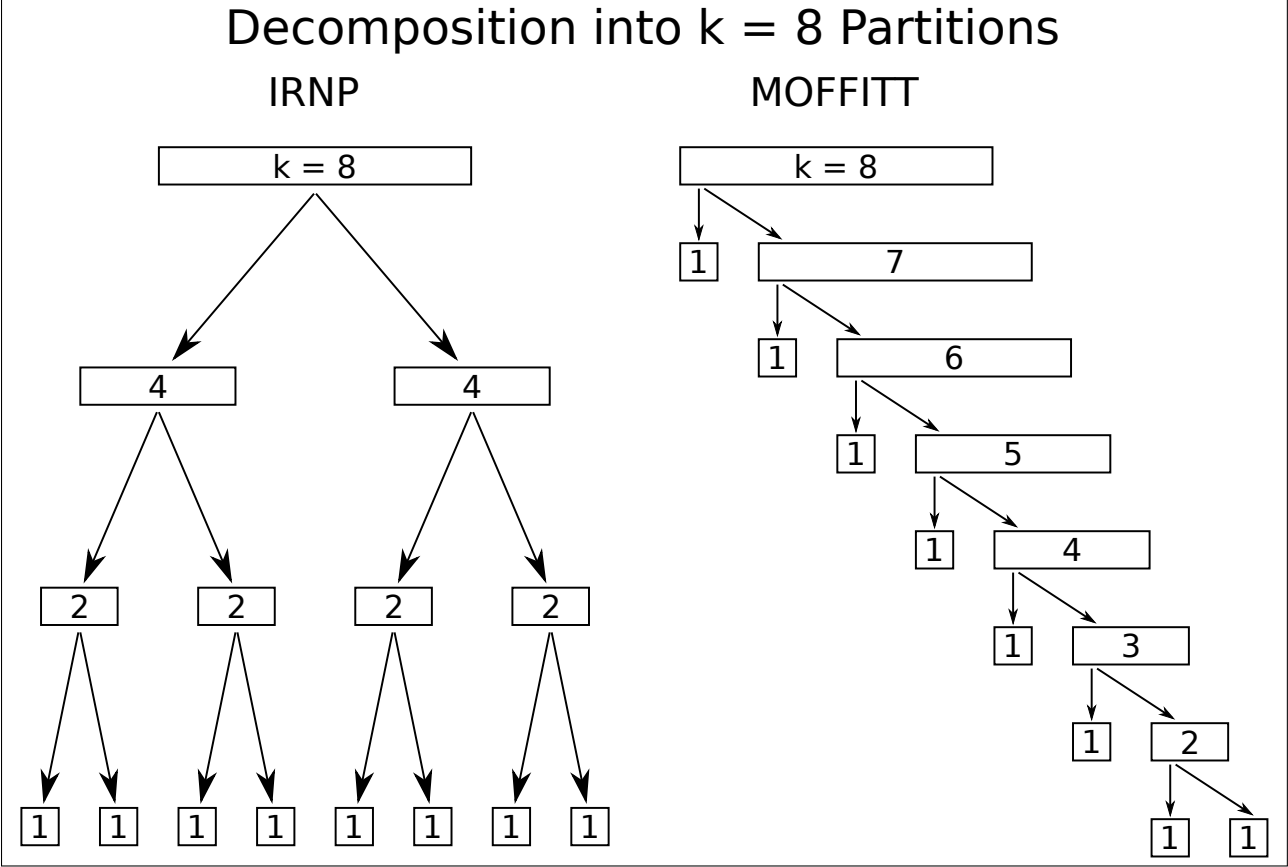 Decomposition into k = 8 Partitions
IRNP
k = 8
4 4
2 2 2 2
1 1 1 1 1 1 1 1
MOFFITT
k = 8
1 7
1 6
1 5
1 4
1 3
1 2
1 1